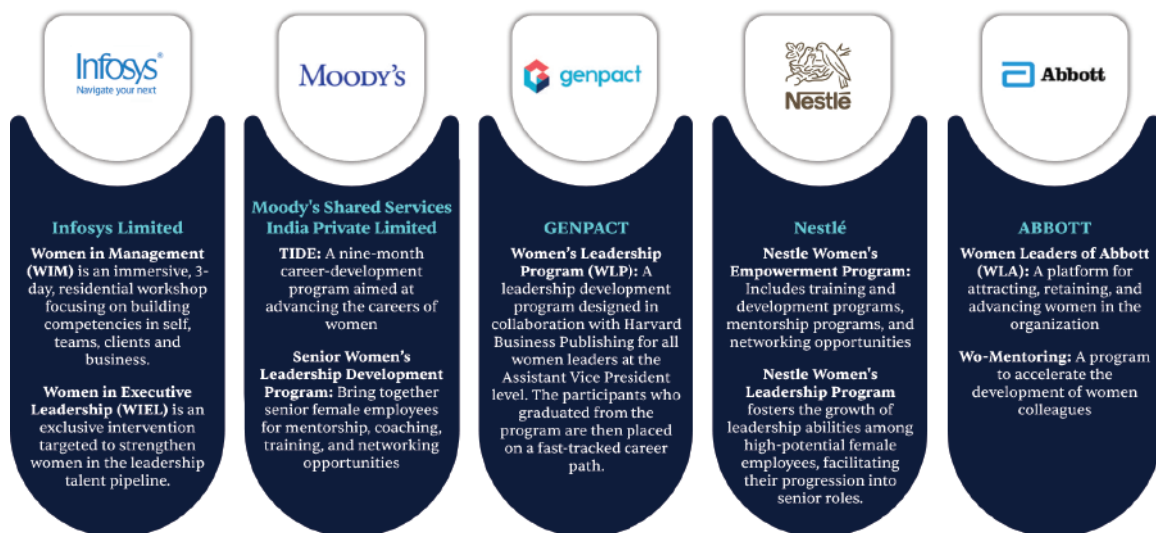 Infosys®
Navigate your next
MOODY'S
genpact
Nestlé
Abbott
Infosys Limited
Women in Management
(WIM) is an immersive, 3-
day, residential workshop
focusing on building
competencies in self,
teams, clients and
business.
Women in Executive
Leadership (WIEL) is an
exclusive intervention
targeted to strengthen
women in the leadership
talent pipeline.
Moody's Shared Services
India Private Limited
TIDE: A nine-month
career-development
program aimed at
advancing the careers of
women
Senior Women's
Leadership Development
Program: Bring together
senior female employees
for mentorship, coaching,
training, and networking
opportunities
GENPACT
Women's Leadership
Program (WLP): A
leadership development
program designed in
collaboration with Harvard
Business Publishing for all
women leaders at the
Assistant Vice President
level. The participants who
graduated from the
program are then placed
on a fast-tracked career
path.
Nestlé
Nestle Women's
Empowerment Program:
Includes training and
development programs,
mentorship programs, and
networking opportunities
Nestle Women's
Leadership Program
fosters the growth of
leadership abilities among
high-potential female
employees, facilitating
their progression into
senior roles.
ABBOTT
Women Leaders of Abbott
(WLA): A platform for
attracting, retaining, and
advancing women in the
organization
Wo-Mentoring: A program
to accelerate the
development of women
colleagues